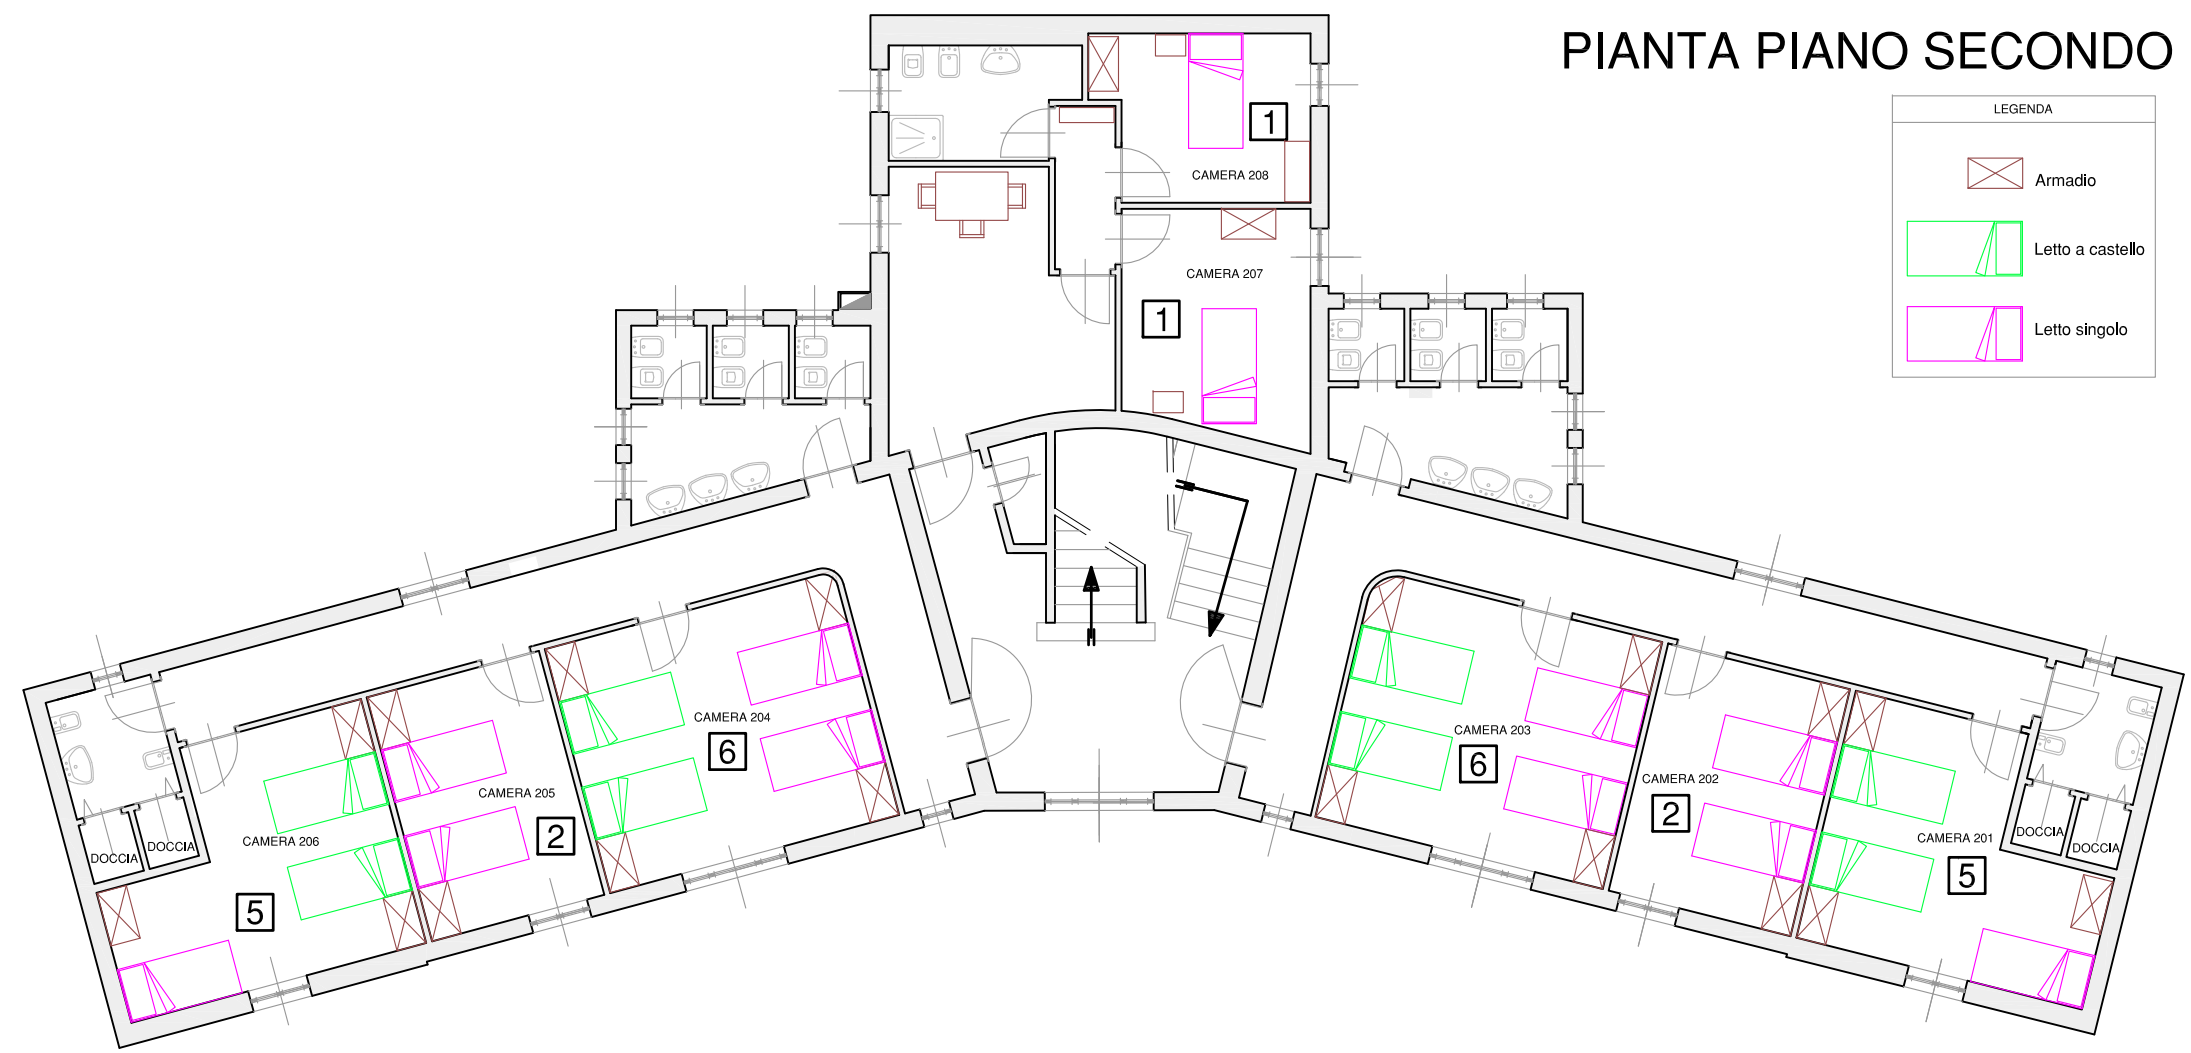 PIANTA PIANO SECONDO
LEGENDA
Armadio
Letto a castello
Letto singolo
1
CAMERA 208
CAMERA 207
1
CAMERA 204
6
CAMERA 205
2
CAMERA 206
5
DOCCIA
DOCCIA
CAMERA 203
6
CAMERA 202
2
CAMERA 201
5
DOCCIA
DOCCIA